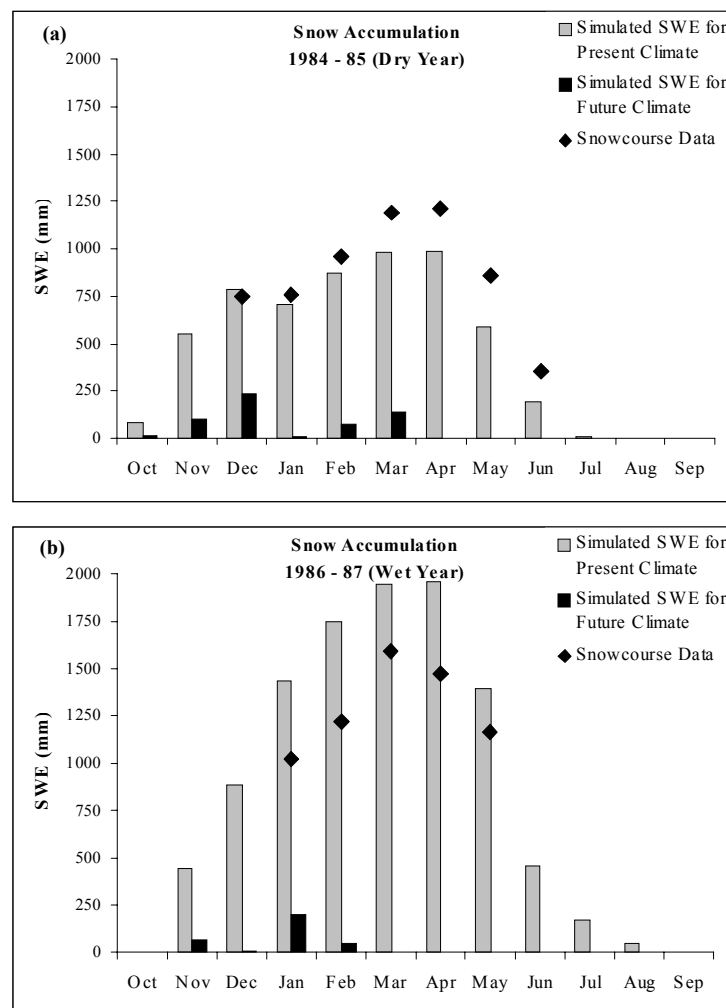 (a)
Snow Accumulation
1984 - 85 (Dry Year)
Simulated SWE for
Present Climate
Simulated SWE for
Future Climate
Snowcourse Data
SWE (mm)
2000
1750
1500
1250
1000
750
500
250
0
Oct Nov Dec Jan Feb Mar Apr May Jun Jul Aug Sep
(b)
Snow Accumulation
1986 - 87 (Wet Year)
Simulated SWE for
Present Climate
Simulated SWE for
Future Climate
Snowcourse Data
SWE (mm)
2000
1750
1500
1250
1000
750
500
250
0
Oct Nov Dec Jan Feb Mar Apr May Jun Jul Aug Sep